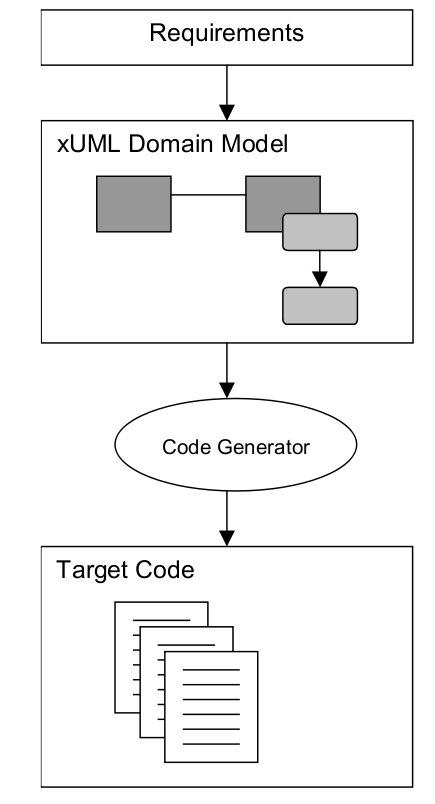 Requirements
xUML Domain Model
Code Generator
Target Code